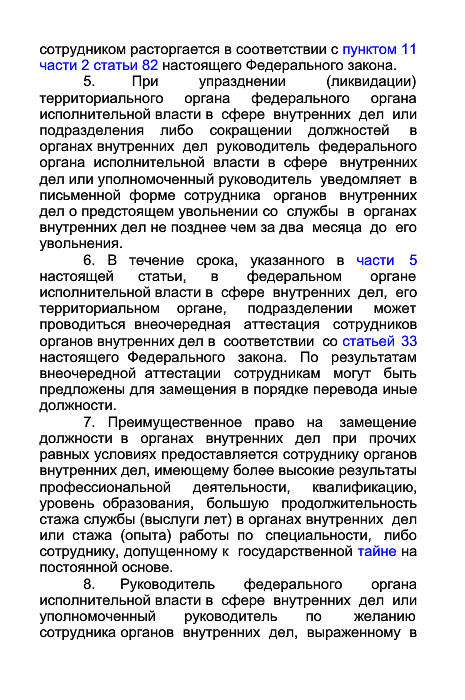 сотрудником расторгается в соответствии с пунктом 11
части 2 статьи 82 настоящего Федерального закона.
5. При упразднении (ликвидации)
территориального органа федерального органа
исполнительной власти в сфере внутренних дел или
подразделения либо сокращении должностей в
органах внутренних дел руководитель федерального
органа исполнительной власти в сфере внутренних
дел или уполномоченный руководитель уведомляет в
письменной форме сотрудника органов внутренних
дел о предстоящем увольнении со службы в органах
внутренних дел не позднее чем за два месяца до его
увольнения.
6. В течение срока, указанного в части 5
настоящей статьи, в федеральном органе
исполнительной власти в сфере внутренних дел, его
территориальном органе, подразделении может
проводиться внеочередная аттестация сотрудников
органов внутренних дел в соответствии со статьей 33
настоящего Федерального закона. По результатам
внеочередной аттестации сотрудникам могут быть
предложены для замещения в порядке перевода иные
должности.
7. Преимущественное право на замещение
должности в органах внутренних дел при прочих
равных условиях предоставляется сотруднику органов
внутренних дел, имеющему более высокие результаты
профессиональной деятельности, квалификацию,
уровень образования, большую продолжительность
стажа службы (выслуги лет) в органах внутренних дел
или стажа (опыта) работы по специальности, либо
сотруднику, допущенному к государственной тайне на
постоянной основе.
8. Руководитель федерального органа
исполнительной власти в сфере внутренних дел или
уполномоченный руководитель по желанию
сотрудника органов внутренних дел, выраженному в